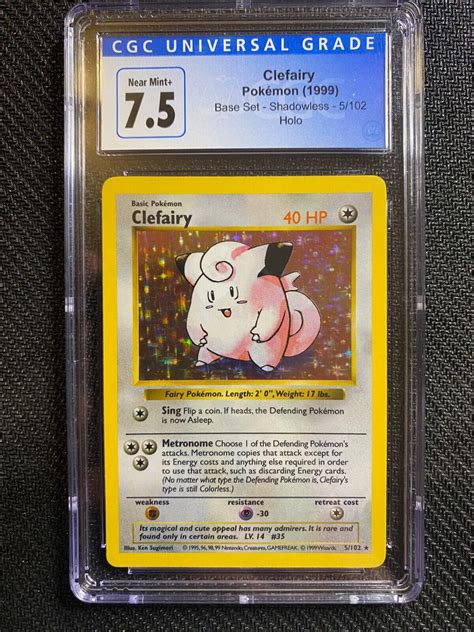 CGC UNIVERSAL GRADE
Near Mint+
7.5
Clefairy
Pokémon (1999)
Base Set - Shadowless - 5/102
Holo
Basic Pokémon
Clefairy
40 HP
Fairy Pokémon. Length: 2' 0", Weight: 17 lbs.
Sing Flip a coin. If heads, the Defending Pokémon
is now Asleep.
Metronome Choose 1 of the Defending Pokémon's
attacks. Metronome copies that attack except for
its Energy costs and anything else required in order
to use that attack, such as discarding Energy cards.
(No matter what type the Defending Pokémon is, Clefairy's
type is still Colorless.)
weakness
resistance
retreat cost
-30
Its magical and cute appeal has many admirers. It is rare and
found only in certain areas. LV. 14 #35
Illus. Ken Sugimori
© 1995, 96, 98, 99 Nintendo, Creatures, GAMEFREAK. © 1999 Wizards.
5/102